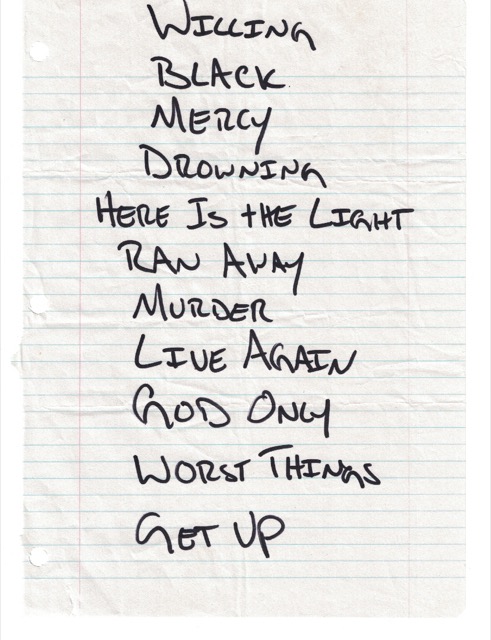 WILLING
BLACK
MERCY
DROWNING
HERE IS THE LIGHT
RAN AWAY
MURDER
LIVE AGAIN
GOD ONLY
WORST THINGS
GET UP